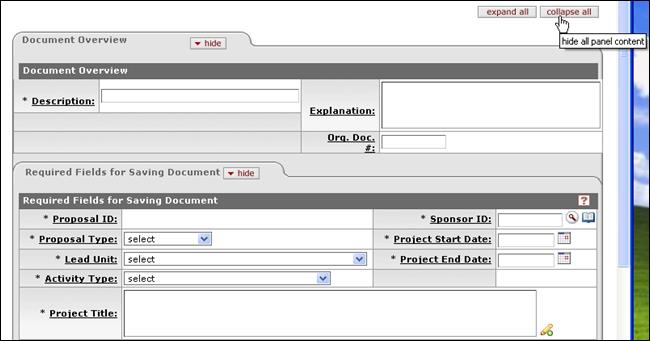 expand all collapse all
hide all panel content
Document Overview hide
Document Overview
* Description:
Explanation:
Org. Doc.
#:
Required Fields for Saving Document hide
Required Fields for Saving Document ?
* Proposal ID: * Sponsor ID:
* Proposal Type: select * Project Start Date:
* Lead Unit: select * Project End Date:
* Activity Type: select
* Project Title: